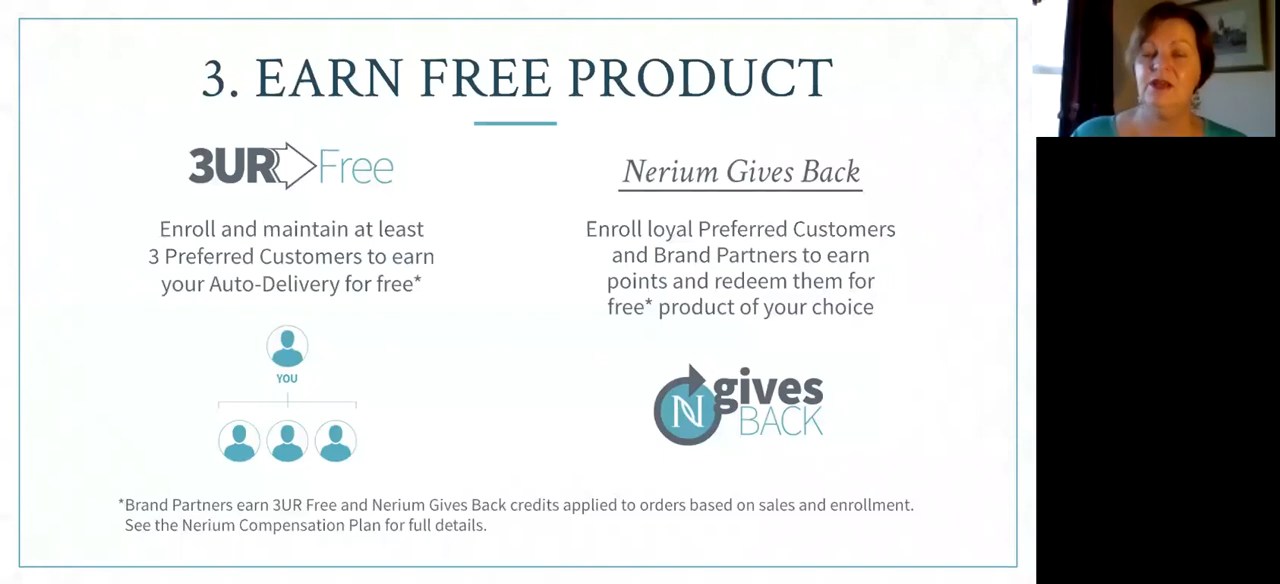 3. EARN FREE PRODUCT
3UR Free
Enroll and maintain at least
3 Preferred Customers to earn
your Auto-Delivery for free*
YOU
Nerium Gives Back
Enroll loyal Preferred Customers
and Brand Partners to earn
points and redeem them for
free* product of your choice
N gives
BACK
*Brand Partners earn 3UR Free and Nerium Gives Back credits applied to orders based on sales and enrollment.
See the Nerium Compensation Plan for full details.